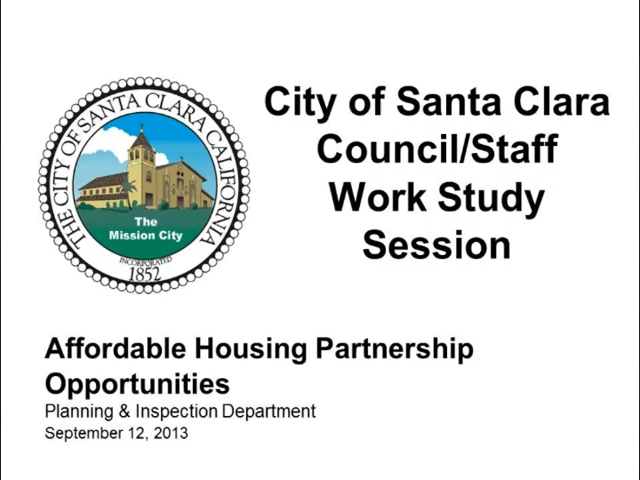 THE CITY OF SANTA CLARA CALIFORNIA
The
Mission City
INCORPORATED
1852
City of Santa Clara
Council/Staff
Work Study
Session
Affordable Housing Partnership
Opportunities
Planning & Inspection Department
September 12, 2013